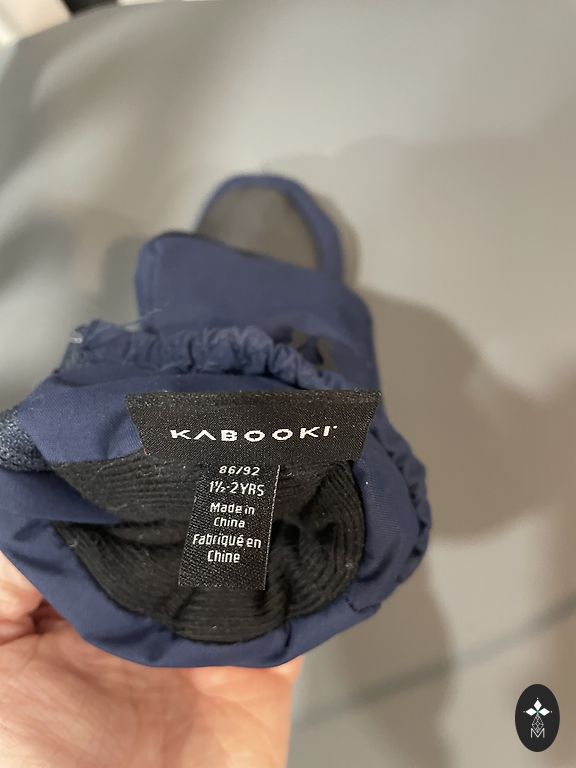 KABOOKI
86/92
1½-2YRS
Made in
China
Fabriqué en
Chine
M